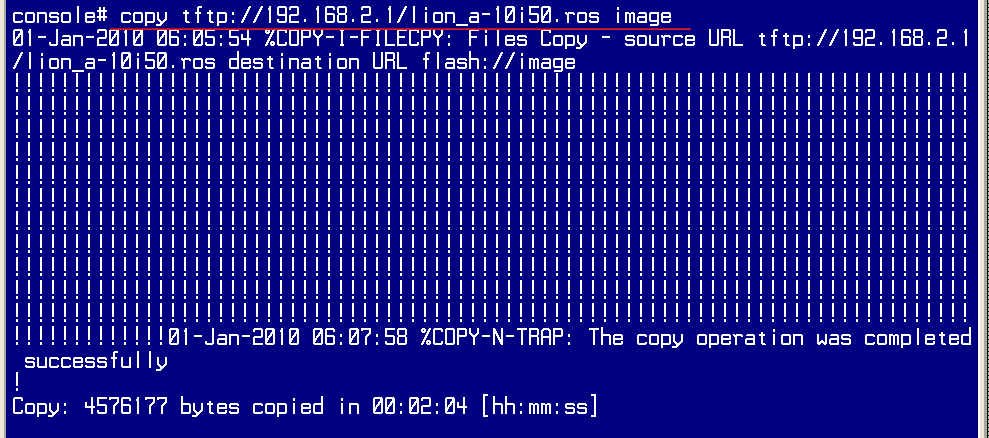 console# copy tftp://192.168.2.1/lion_a-10i50.ros image
01-Jan-2010 06:05:54 %COPY-I-FILECPY: Files Copy - source URL tftp://192.168.2.1
/lion_a-10i50.ros destination URL flash://image
!!!!!!!!!!!!!!!!!!!!!!!!!!!!!!!!!!!!!!!!!!!!!!!!!!!!!!!!!!!!!!!!!!!!!!!!!!!!!!!!
!!!!!!!!!!!!!!!!!!!!!!!!!!!!!!!!!!!!!!!!!!!!!!!!!!!!!!!!!!!!!!!!!!!!!!!!!!!!!!!!
!!!!!!!!!!!!!!!!!!!!!!!!!!!!!!!!!!!!!!!!!!!!!!!!!!!!!!!!!!!!!!!!!!!!!!!!!!!!!!!!
!!!!!!!!!!!!!!!!!!!!!!!!!!!!!!!!!!!!!!!!!!!!!!!!!!!!!!!!!!!!!!!!!!!!!!!!!!!!!!!!
!!!!!!!!!!!!!!!!!!!!!!!!!!!!!!!!!!!!!!!!!!!!!!!!!!!!!!!!!!!!!!!!!!!!!!!!!!!!!!!!
!!!!!!!!!!!!!!!!!!!!!!!!!!!!!!!!!!!!!!!!!!!!!!!!!!!!!!!!!!!!!!!!!!!!!!!!!!!!!!!!
!!!!!!!!!!!!!!!!!!!!!!!!!!!!!!!!!!!!!!!!!!!!!!!!!!!!!!!!!!!!!!!!!!!!!!!!!!!!!!!!
!!!!!!!!!!!!!!!!!!!!!!!!!!!!!!!!!!!!!!!!!!!!!!!!!!!!!!!!!!!!!!!!!!!!!!!!!!!!!!!!
!!!!!!!!!!!!!!!!!!!!!!!!!!!!!!!!!!!!!!!!!!!!!!!!!!!!!!!!!!!!!!!!!!!!!!!!!!!!!!!!
!!!!!!!!!!!!!!!!!!!!!!!!!!!!!!!!!!!!!!!!!!!!!!!!!!!!!!!!!!!!!!!!!!!!!!!!!!!!!!!!
!!!!!!!!!!!!!!!!!!!!!!!!!!!!!!!!!!!!!!!!!!!!!!!!!!!!!!!!!!!!!!!!!!!!!!!!!!!!!!!!
!!!!!!!!!!!!!01-Jan-2010 06:07:58 %COPY-N-TRAP: The copy operation was completed
 successfully
!
Copy: 4576177 bytes copied in 00:02:04 [hh:mm:ss]